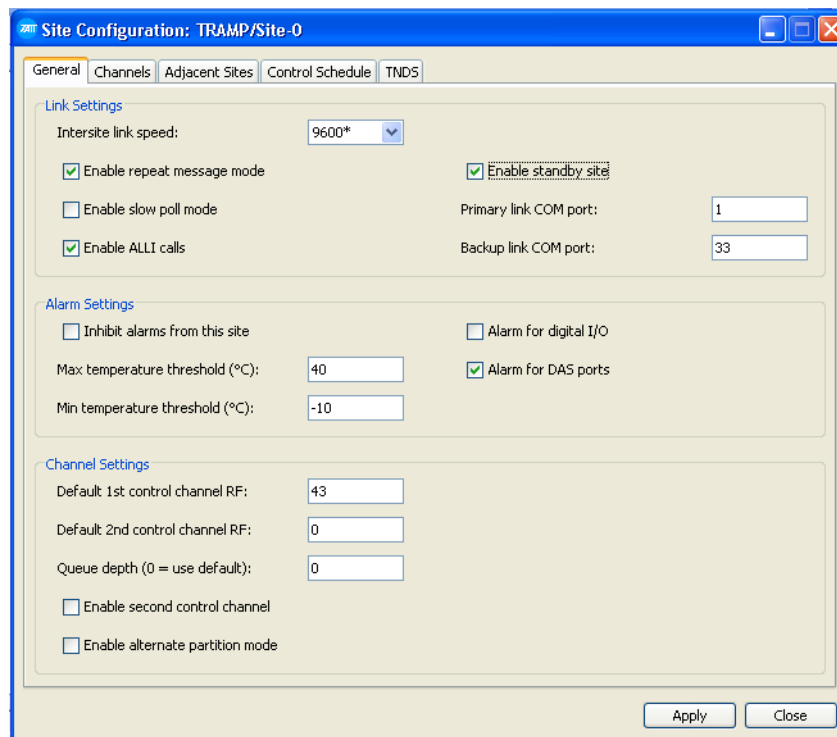 TAIT Site Configuration: TRAMP/Site-0
General Channels Adjacent Sites Control Schedule TNDS
Link Settings
Intersite link speed: 9600*
Enable repeat message mode Enable standby site
Enable slow poll mode Primary link COM port: 1
Enable ALLI calls Backup link COM port: 33
Alarm Settings
Inhibit alarms from this site Alarm for digital I/O
Max temperature threshold (°C): 40 Alarm for DAS ports
Min temperature threshold (°C): -10
Channel Settings
Default 1st control channel RF: 43
Default 2nd control channel RF: 0
Queue depth (0 = use default): 0
Enable second control channel
Enable alternate partition mode
Apply Close